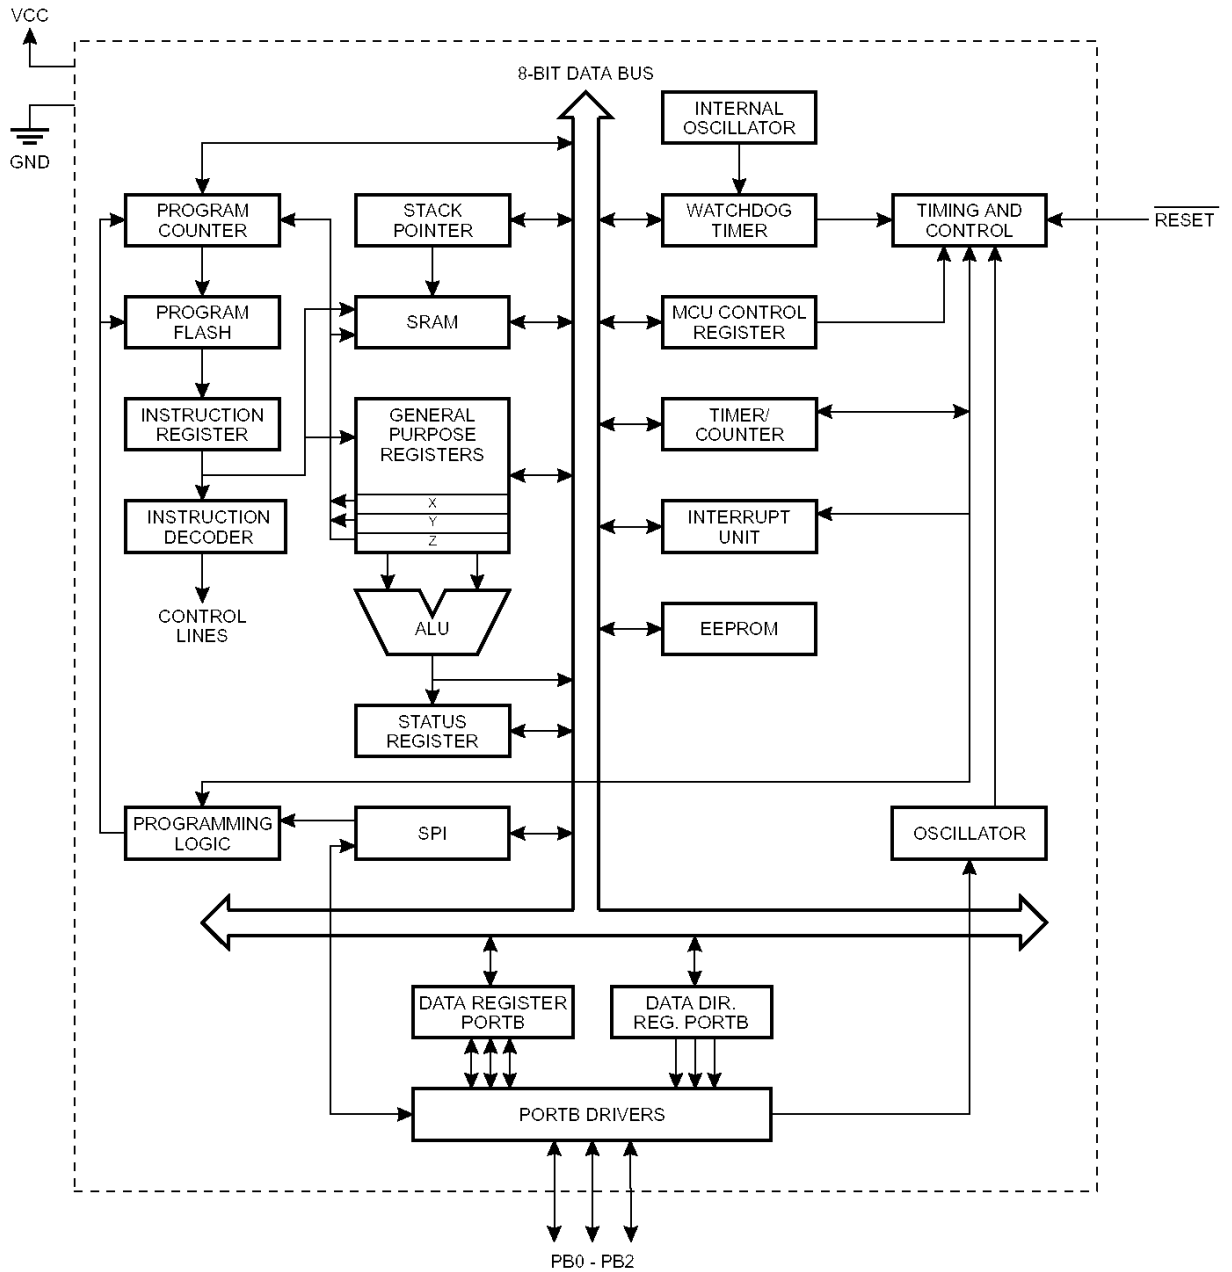 VCC
8-BIT DATA BUS
GND
INTERNAL
OSCILLATOR
PROGRAM
COUNTER
STACK
POINTER
WATCHDOG
TIMER
TIMING AND
CONTROL
RESET
PROGRAM
FLASH
SRAM
MCU CONTROL
REGISTER
INSTRUCTION
REGISTER
GENERAL
PURPOSE
REGISTERS
X
Y
Z
TIMER/
COUNTER
INSTRUCTION
DECODER
INTERRUPT
UNIT
CONTROL
LINES
ALU
EEPROM
STATUS
REGISTER
PROGRAMMING
LOGIC
SPI
OSCILLATOR
DATA REGISTER
PORTB
DATA DIR.
REG. PORTB
PORTB DRIVERS
PB0 - PB2